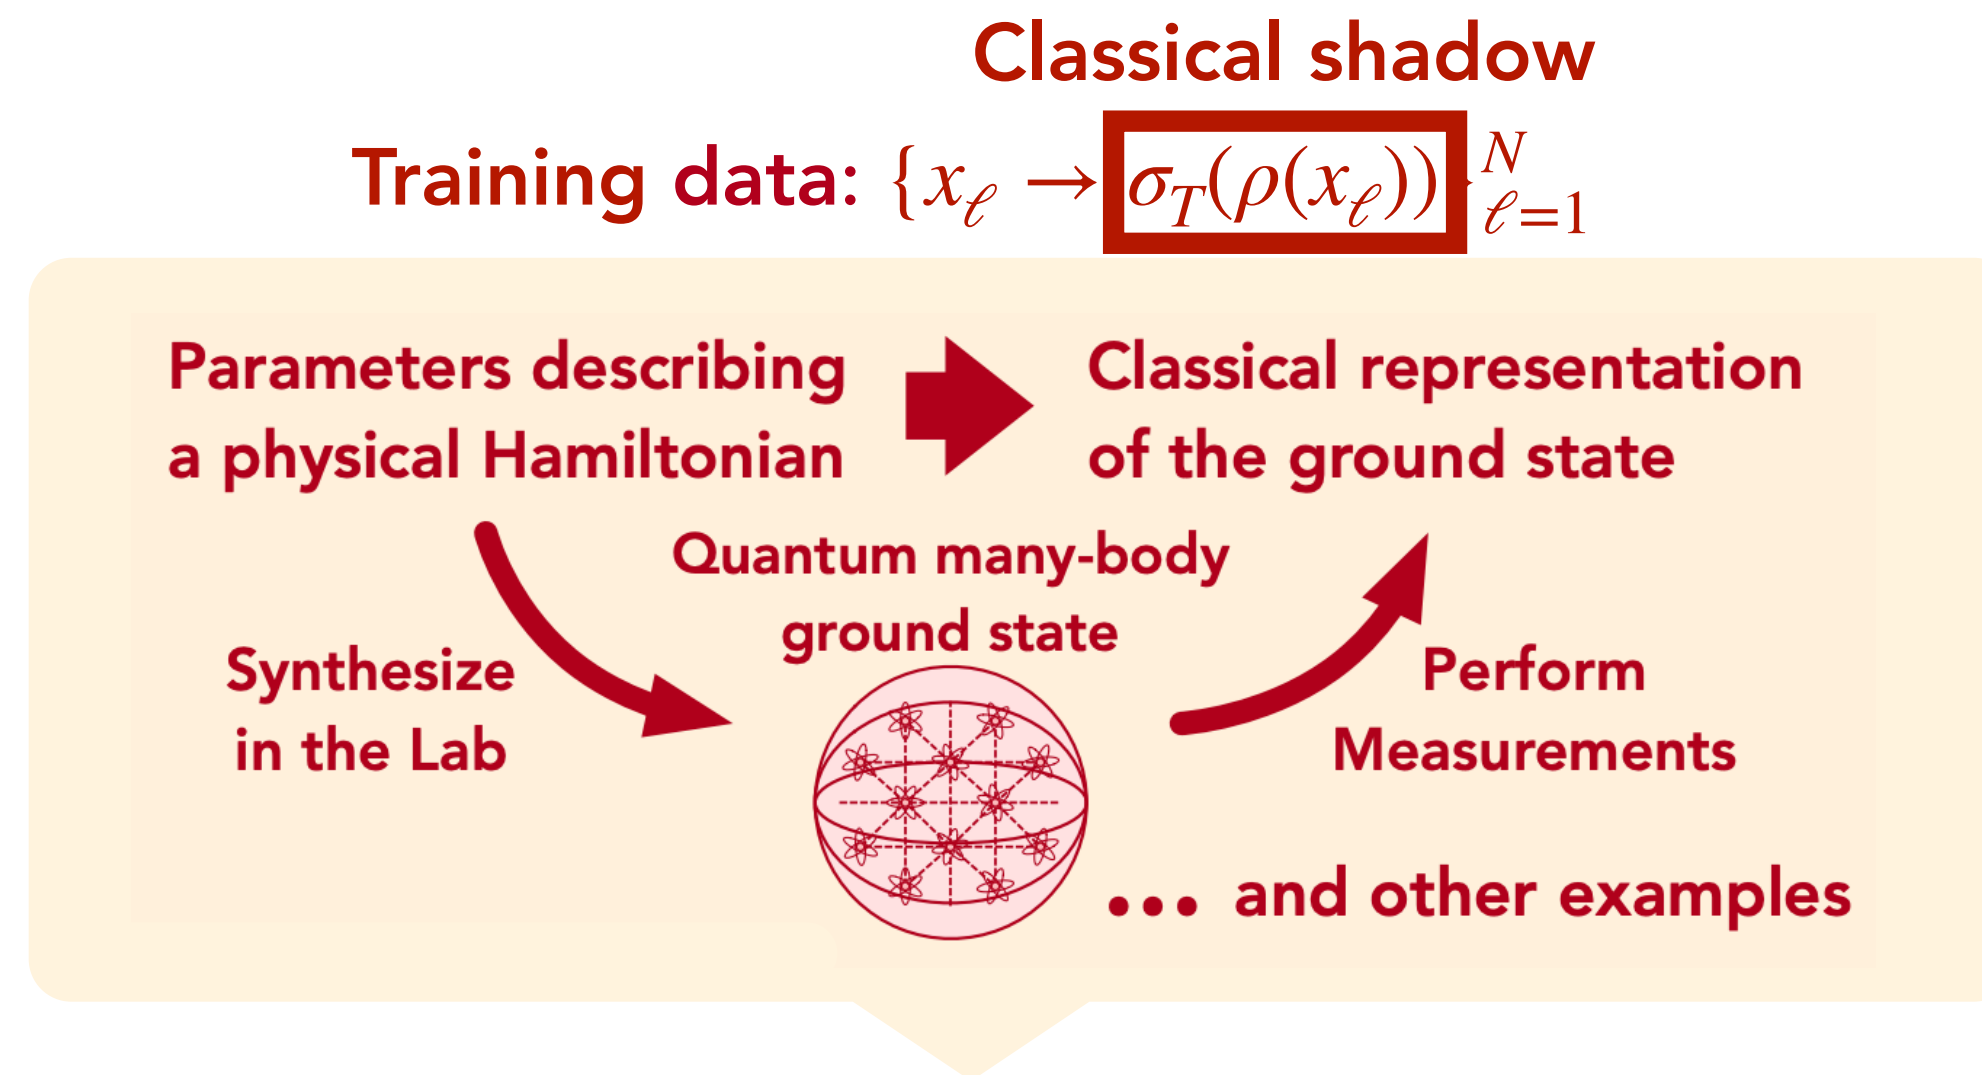 Classical shadow
Training data: {x_ℓ → σ_T(ρ(x_ℓ))}_{ℓ=1}^N
Parameters describing
a physical Hamiltonian
Classical representation
of the ground state
Quantum many-body
ground state
Synthesize
in the Lab
Perform
Measurements
... and other examples